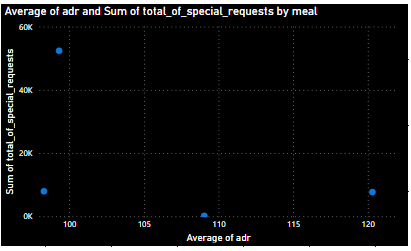 Average of adr and Sum of total_of_special_requests by meal
Sum of total_of_special_requests
60K
40K
20K
0K
100
105
110
115
120
Average of adr